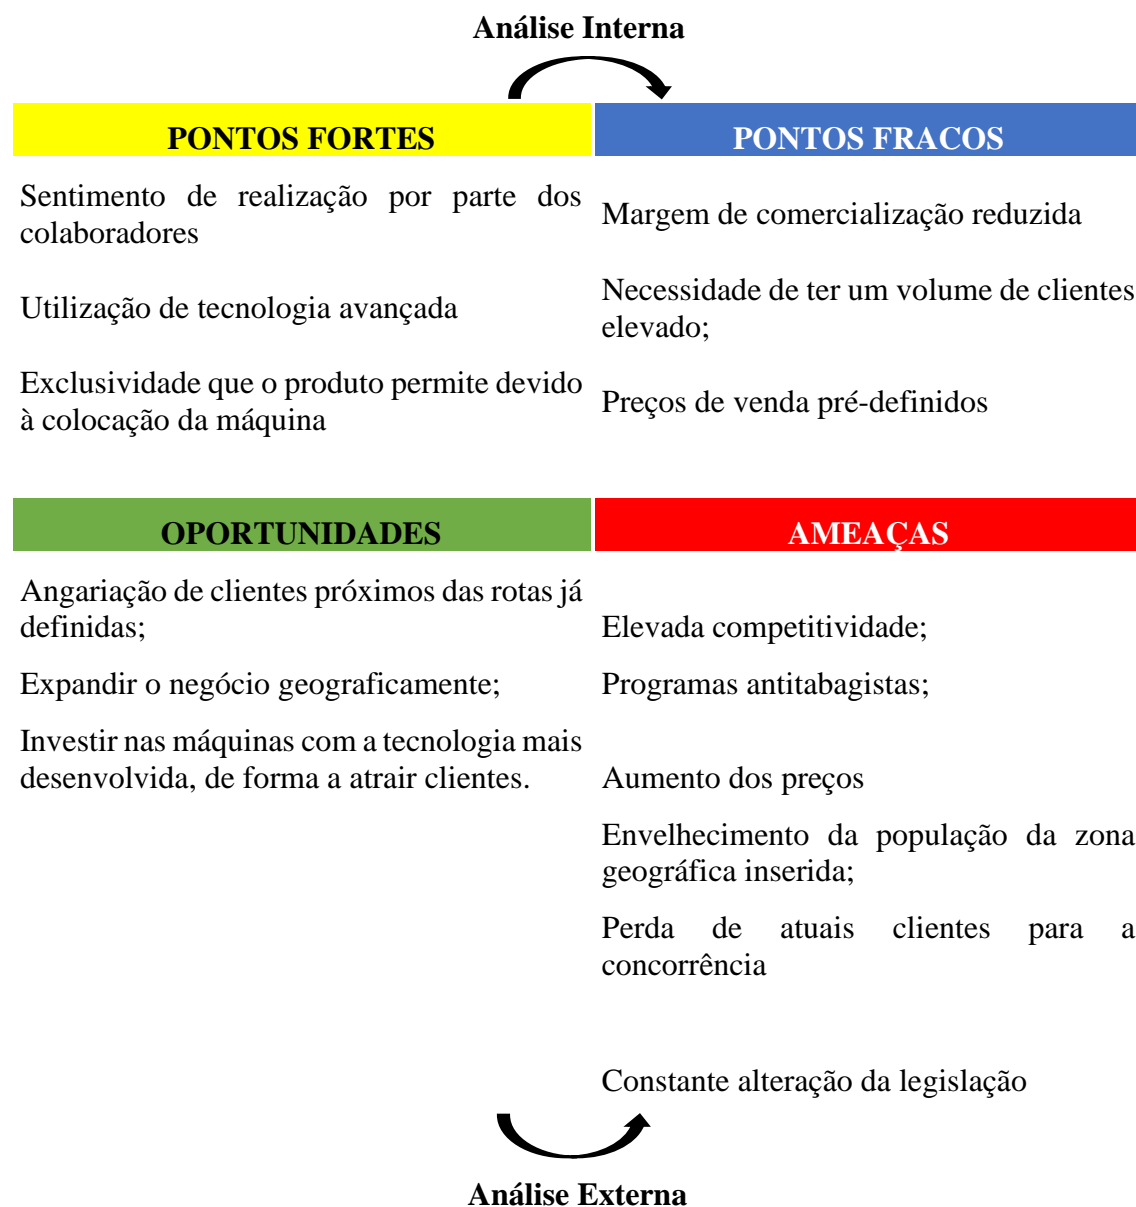 Análise Interna
PONTOS FORTES
PONTOS FRACOS
Sentimento de realização por parte dos
colaboradores
Utilização de tecnologia avançada
Exclusividade que o produto permite devido
à colocação da máquina
Margem de comercialização reduzida
Necessidade de ter um volume de clientes
elevado;
Preços de venda pré-definidos
OPORTUNIDADES
AMEAÇAS
Angariação de clientes próximos das rotas já
definidas;
Expandir o negócio geograficamente;
Investir nas máquinas com a tecnologia mais
desenvolvida, de forma a atrair clientes.
Elevada competitividade;
Programas antitabagistas;
Aumento dos preços
Envelhecimento da população da zona
geográfica inserida;
Perda de atuais clientes para a
concorrência
Constante alteração da legislação
Análise Externa